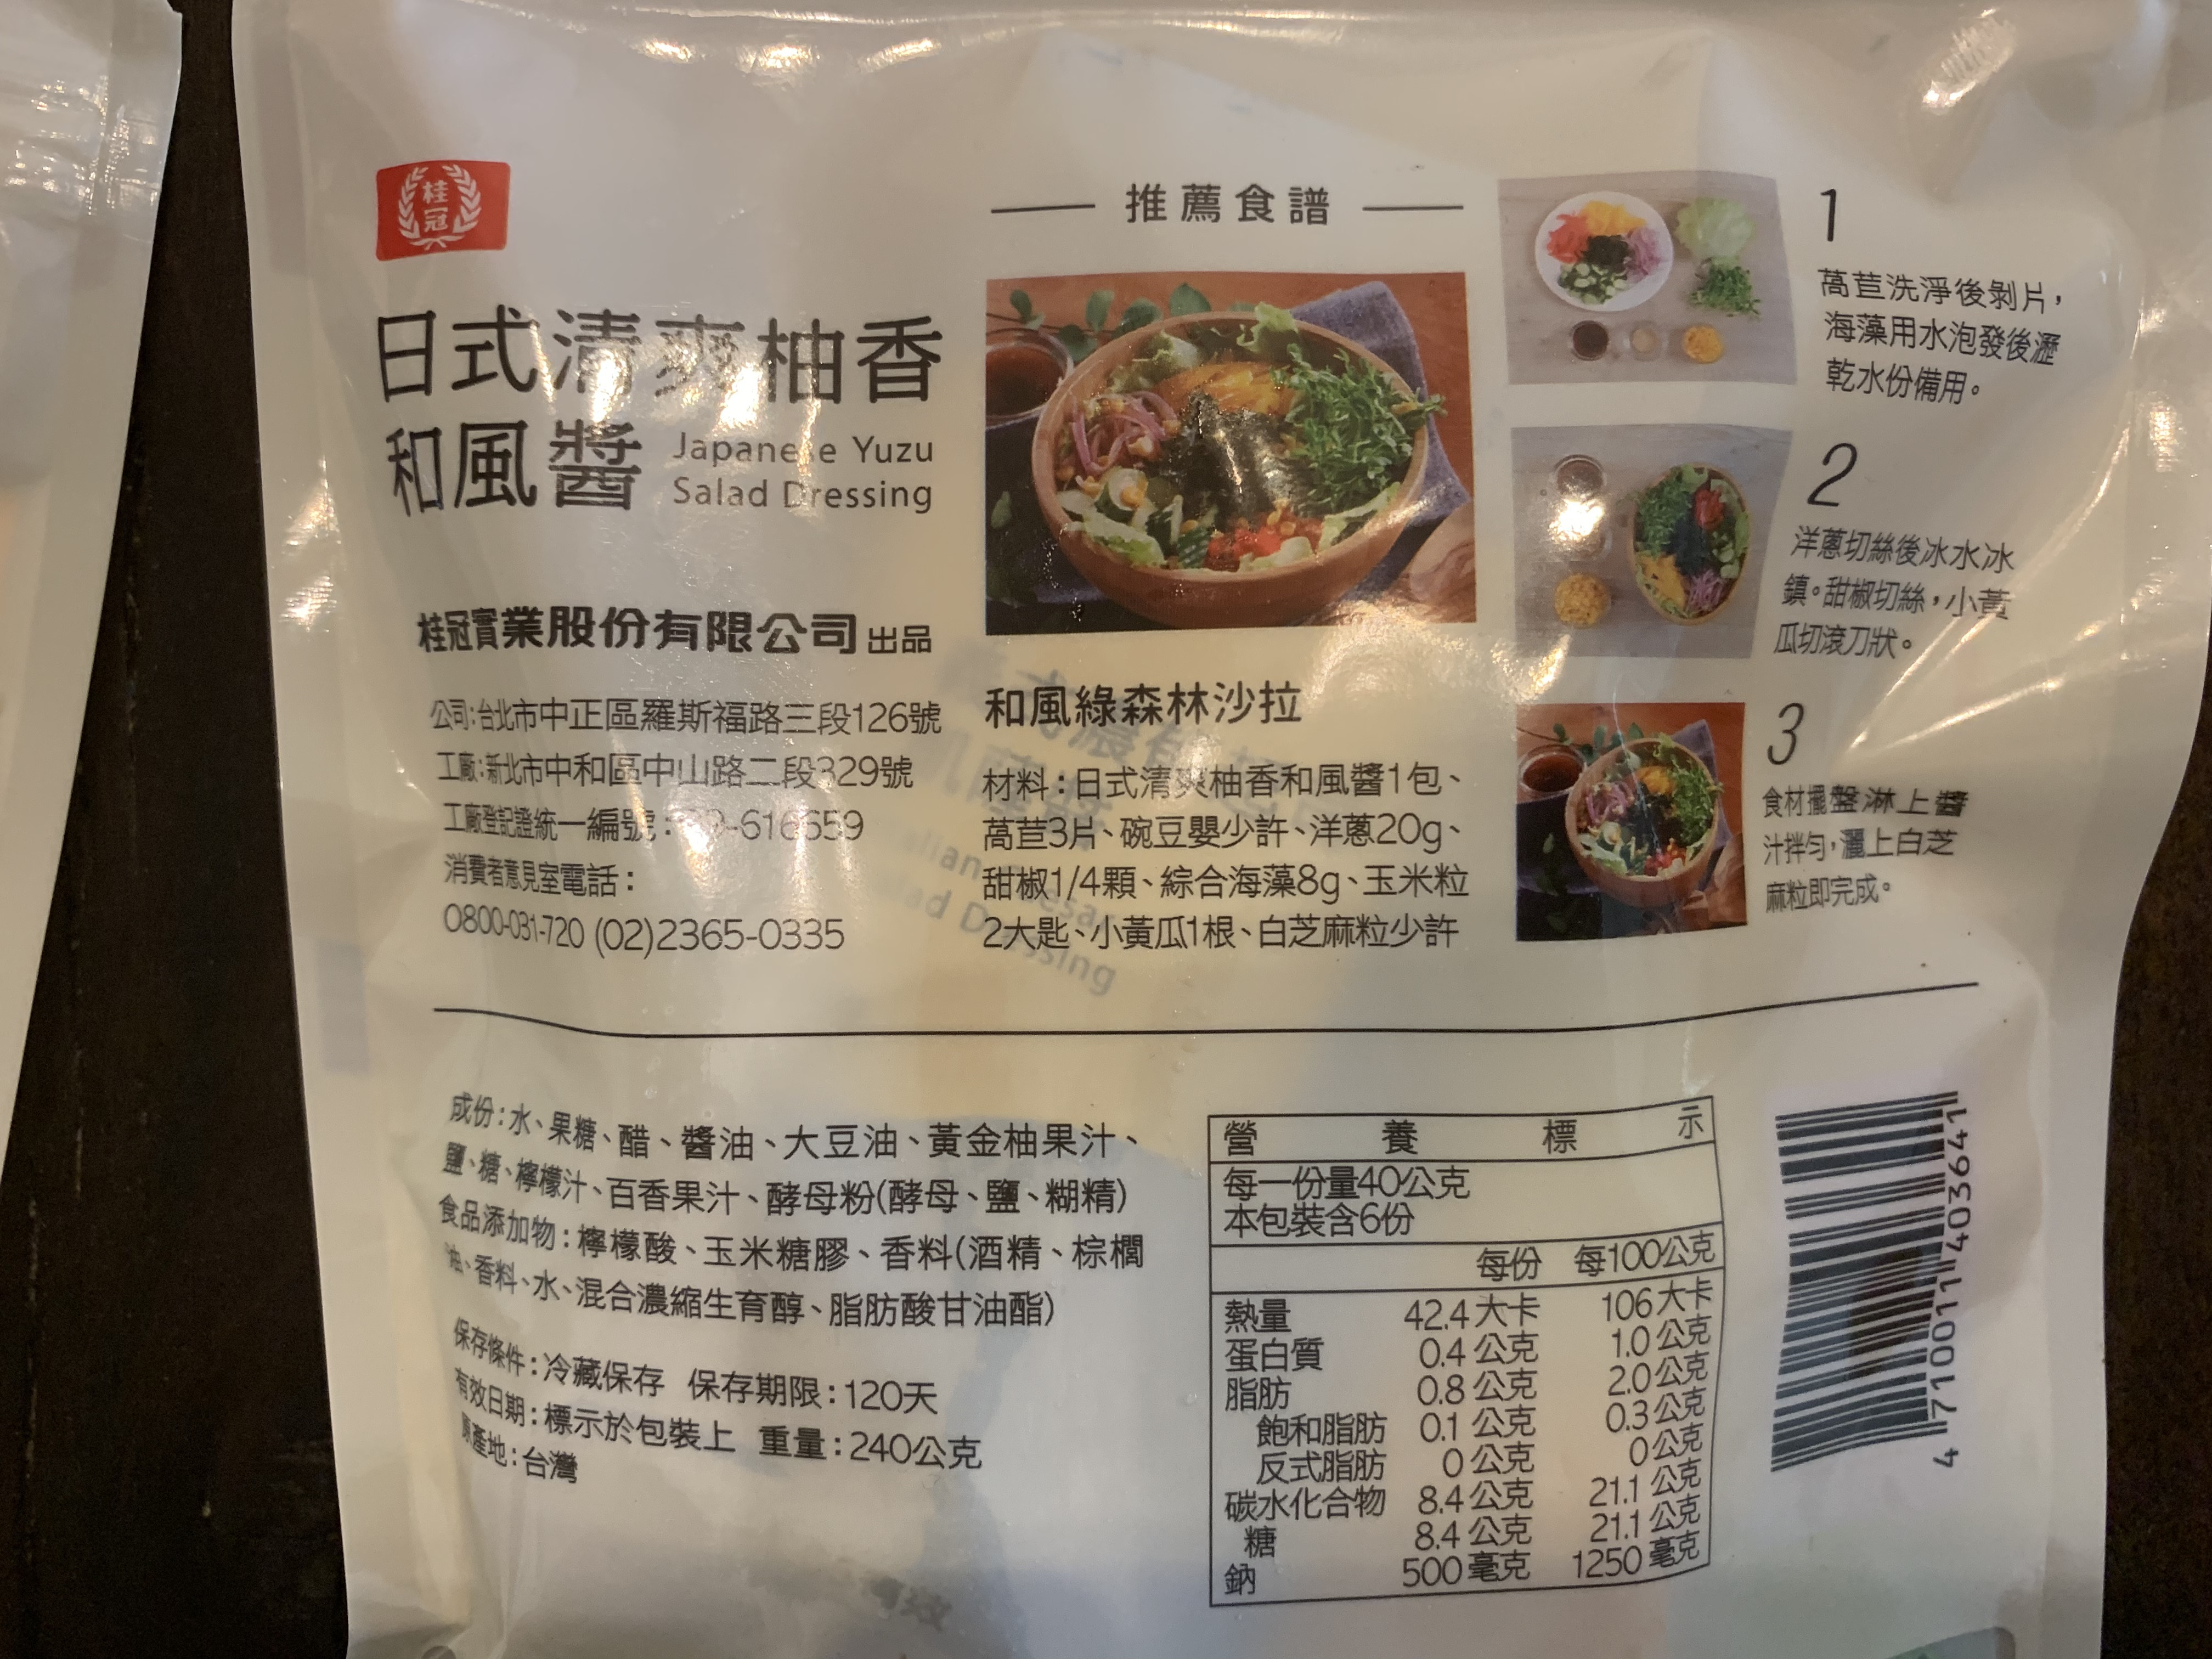 桂
冠
日式清爽柚香
和風醬
Japanese Yuzu
Salad Dressing
桂冠實業股份有限公司出品
公司:台北市中正區羅斯福路三段126號
工廠:新北市中和區中山路二段329號
工廠登記證統一編號:
消費者意見室電話:
0800-031-720 (02)2365-0335
推薦食譜
和風綠森林沙拉
材料:日式清爽柚香和風醬1包、
萵苣3片、碗豆嬰少許、洋蔥20g、
甜椒1/4顆、綜合海藻8g、玉米粒
2大匙、小黃瓜1根、白芝麻粒少許
1
萵苣洗淨後剝片,
海藻用水泡發後瀝
乾水份備用。
2
洋蔥切絲後冰水冰
鎮。甜椒切絲,小黃
瓜切滾刀狀。
3
食材擺盤淋上醬
汁拌勻,灑上白芝
麻粒即完成。
成份:水、果糖、醋、醬油、大豆油、黃金柚果汁、
鹽、糖、檸檬汁、百香果汁、酵母粉(酵母、鹽、糊精)
食品添加物:檸檬酸、玉米糖膠、香料(酒精、棕櫚
油、香料、水、混合濃縮生育醇、脂肪酸甘油酯)
保存條件:冷藏保存 保存期限:120天
有效日期:標示於包裝上 重量:240公克
原產地:台灣
營養標示
每一份量40公克
本包裝含6份
每份 每100公克
熱量 42.4大卡 106大卡
蛋白質 0.4公克 1.0公克
脂肪 0.8公克 2.0公克
飽和脂肪 0.1公克 0.3公克
反式脂肪 0公克 0公克
碳水化合物 8.4公克 21.1公克
糖 8.4公克 21.1公克
鈉 500毫克 1250毫克
4 710011 403641